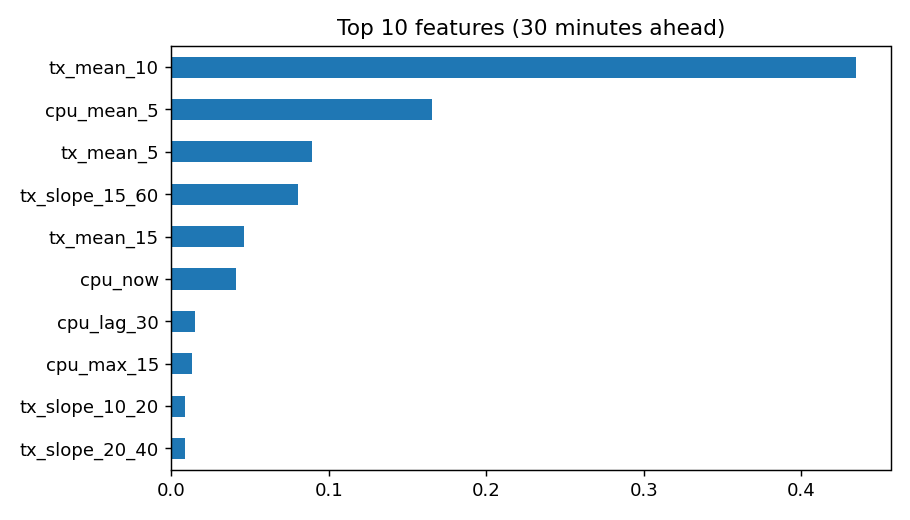 Top 10 features (30 minutes ahead)
tx_mean_10
cpu_mean_5
tx_mean_5
tx_slope_15_60
tx_mean_15
cpu_now
cpu_lag_30
cpu_max_15
tx_slope_10_20
tx_slope_20_40
0.0 0.1 0.2 0.3 0.4